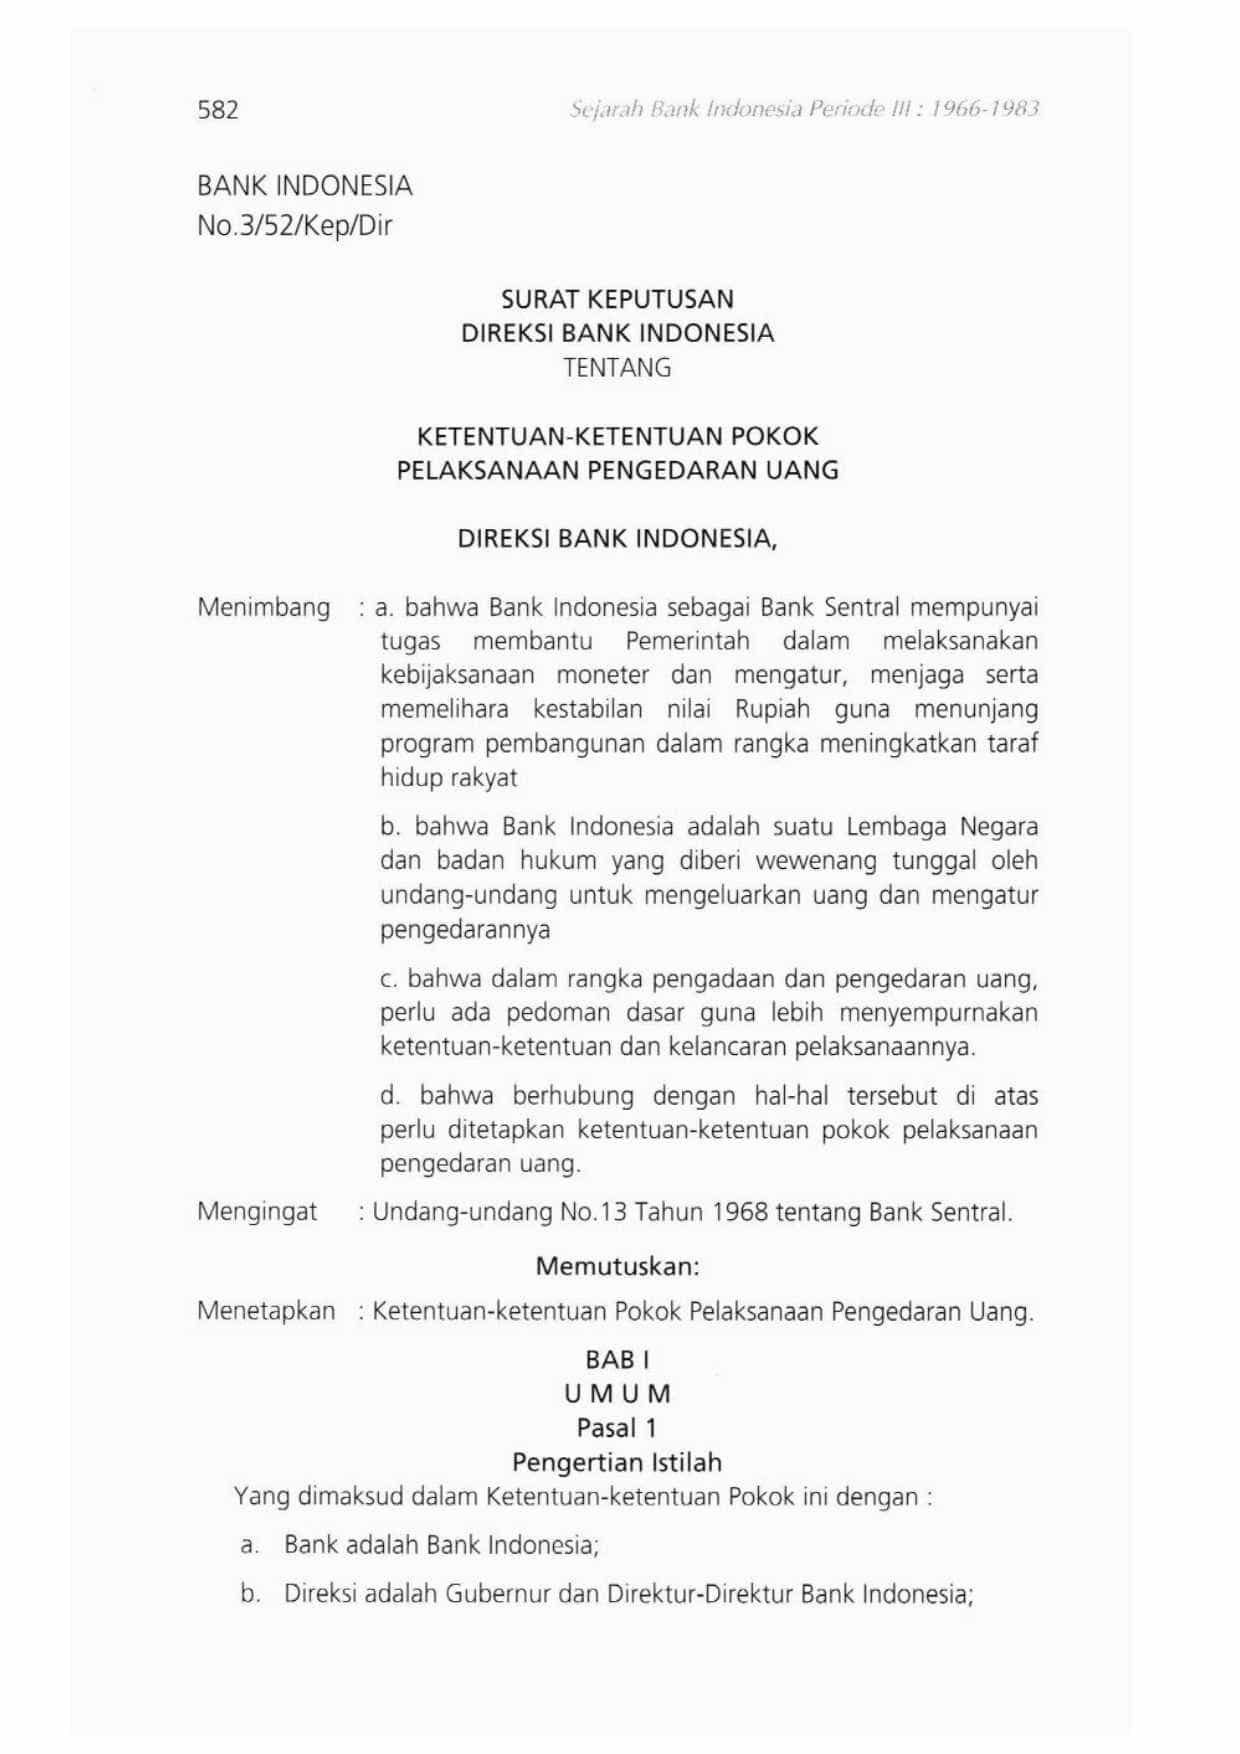 582
Sejarah Bank Indonesia Periode III : 1966-1983
BANK INDONESIA
No.3/52/Kep/Dir
SURAT KEPUTUSAN
DIREKSI BANK INDONESIA
TENTANG
KETENTUAN-KETENTUAN POKOK
PELAKSANAAN PENGEDARAN UANG
DIREKSI BANK INDONESIA,
Menimbang : a. bahwa Bank Indonesia sebagai Bank Sentral mempunyai
tugas membantu Pemerintah dalam melaksanakan
kebijaksanaan moneter dan mengatur, menjaga serta
memelihara kestabilan nilai Rupiah guna menunjang
program pembangunan dalam rangka meningkatkan taraf
hidup rakyat
b. bahwa Bank Indonesia adalah suatu Lembaga Negara
dan badan hukum yang diberi wewenang tunggal oleh
undang-undang untuk mengeluarkan uang dan mengatur
pengedarannya
c. bahwa dalam rangka pengadaan dan pengedaran uang,
perlu ada pedoman dasar guna lebih menyempurnakan
ketentuan-ketentuan dan kelancaran pelaksanaannya.
d. bahwa berhubung dengan hal-hal tersebut di atas
perlu ditetapkan ketentuan-ketentuan pokok pelaksanaan
pengedaran uang.
Mengingat : Undang-undang No.13 Tahun 1968 tentang Bank Sentral.
Memutuskan:
Menetapkan : Ketentuan-ketentuan Pokok Pelaksanaan Pengedaran Uang.
BAB I
U M U M
Pasal 1
Pengertian Istilah
Yang dimaksud dalam Ketentuan-ketentuan Pokok ini dengan :
a. Bank adalah Bank Indonesia;
b. Direksi adalah Gubernur dan Direktur-Direktur Bank Indonesia;